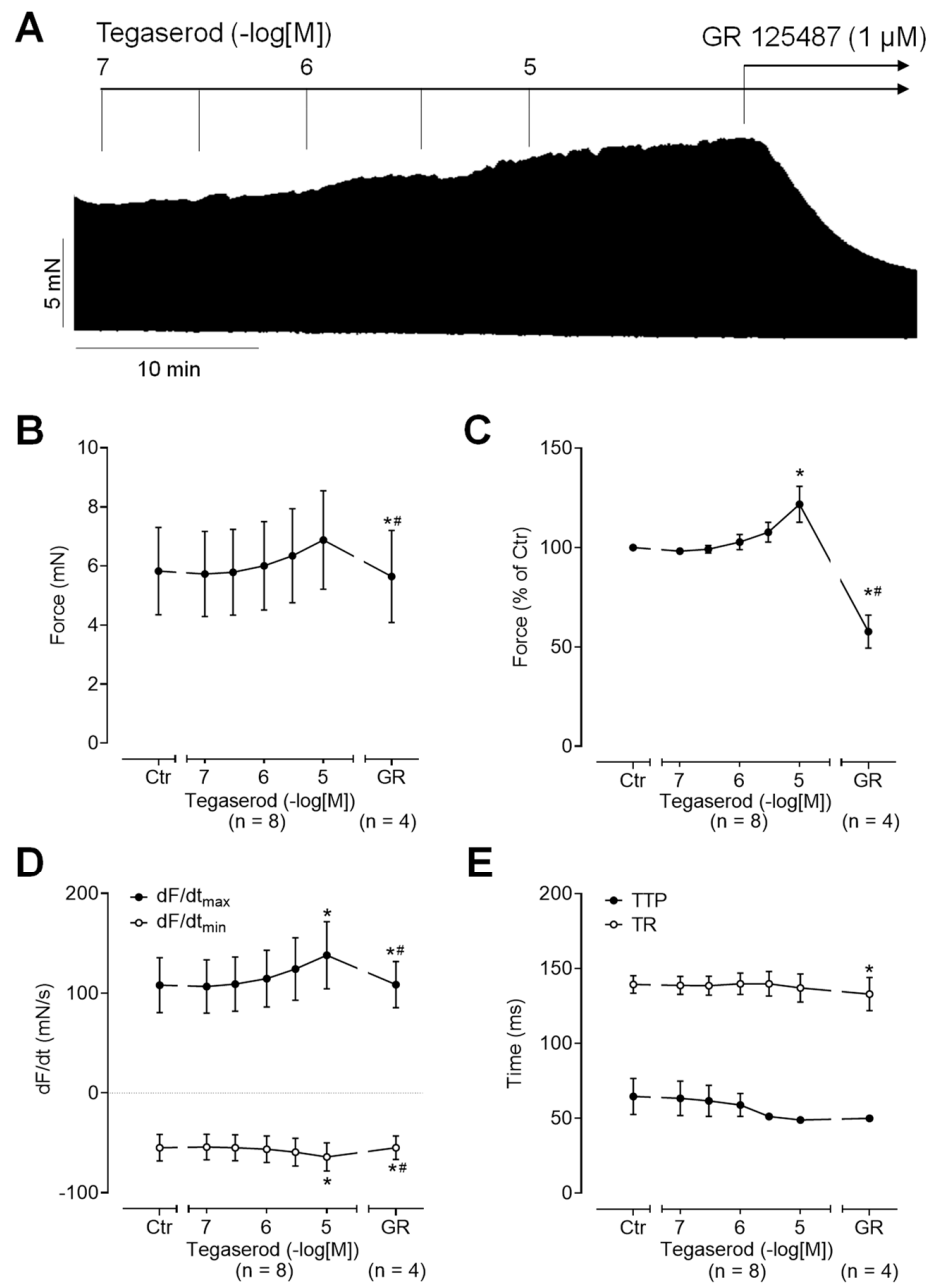 A
Tegaserod (-log[M])
GR 125487 (1 µM)
7 6 5
5 mN
10 min
B
Force (mN)
10
8
6
4
2
0
Ctr 7 6 5 GR
Tegaserod (-log[M])
(n = 8) (n = 4)
*#
C
Force (% of Ctr)
150
100
50
0
*
*#
Ctr 7 6 5 GR
Tegaserod (-log[M])
(n = 8) (n = 4)
D
dF/dt (mN/s)
200
100
0
-100
dF/dtmax
dF/dtmin
*
*#
*
*#
Ctr 7 6 5 GR
Tegaserod (-log[M])
(n = 8) (n = 4)
E
Time (ms)
200
150
100
50
0
TTP
TR
*
Ctr 7 6 5 GR
Tegaserod (-log[M])
(n = 8) (n = 4)